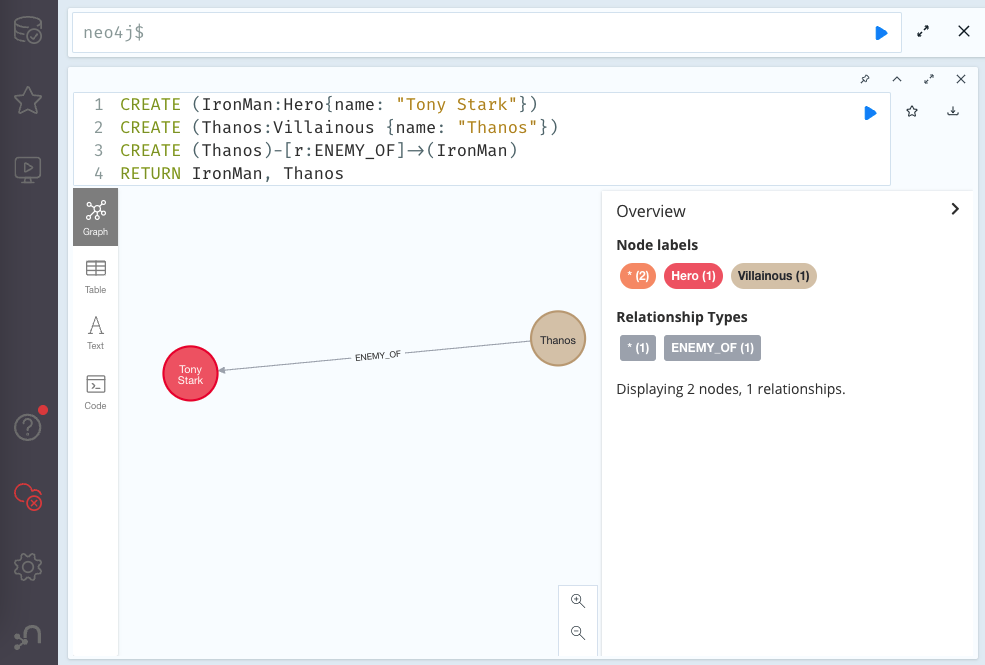 neo4j$
1 CREATE (IronMan:Hero{name: "Tony Stark"})
2 CREATE (Thanos:Villainous {name: "Thanos"})
3 CREATE (Thanos)-[r:ENEMY_OF]->(IronMan)
4 RETURN IronMan, Thanos
Graph
Table
A
Text
Code
Tony
Stark
ENEMY_OF
Thanos
Overview
Node labels
* (2) Hero (1) Villainous (1)
Relationship Types
* (1) ENEMY_OF (1)
Displaying 2 nodes, 1 relationships.